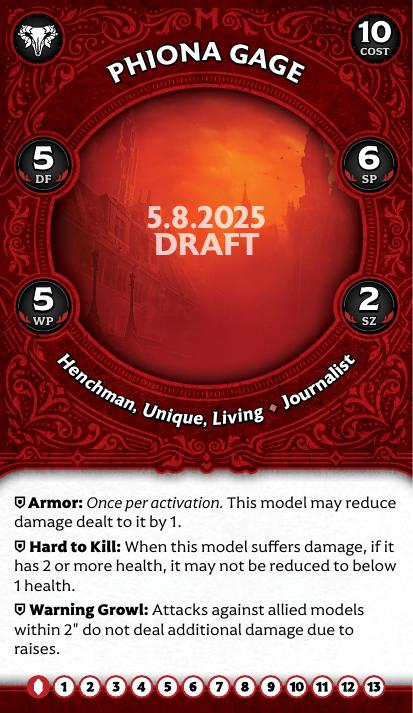 10
COST
PHIONA GAGE
5
DF
6
SP
5.8.2025
DRAFT
5
WP
2
SZ
Henchman, Unique, Living ◆ Journalist
Armor: Once per activation. This model may reduce
damage dealt to it by 1.
Hard to Kill: When this model suffers damage, if it
has 2 or more health, it may not be reduced to below
1 health.
Warning Growl: Attacks against allied models
within 2" do not deal additional damage due to
raises.
1 2 3 4 5 6 7 8 9 10 11 12 13